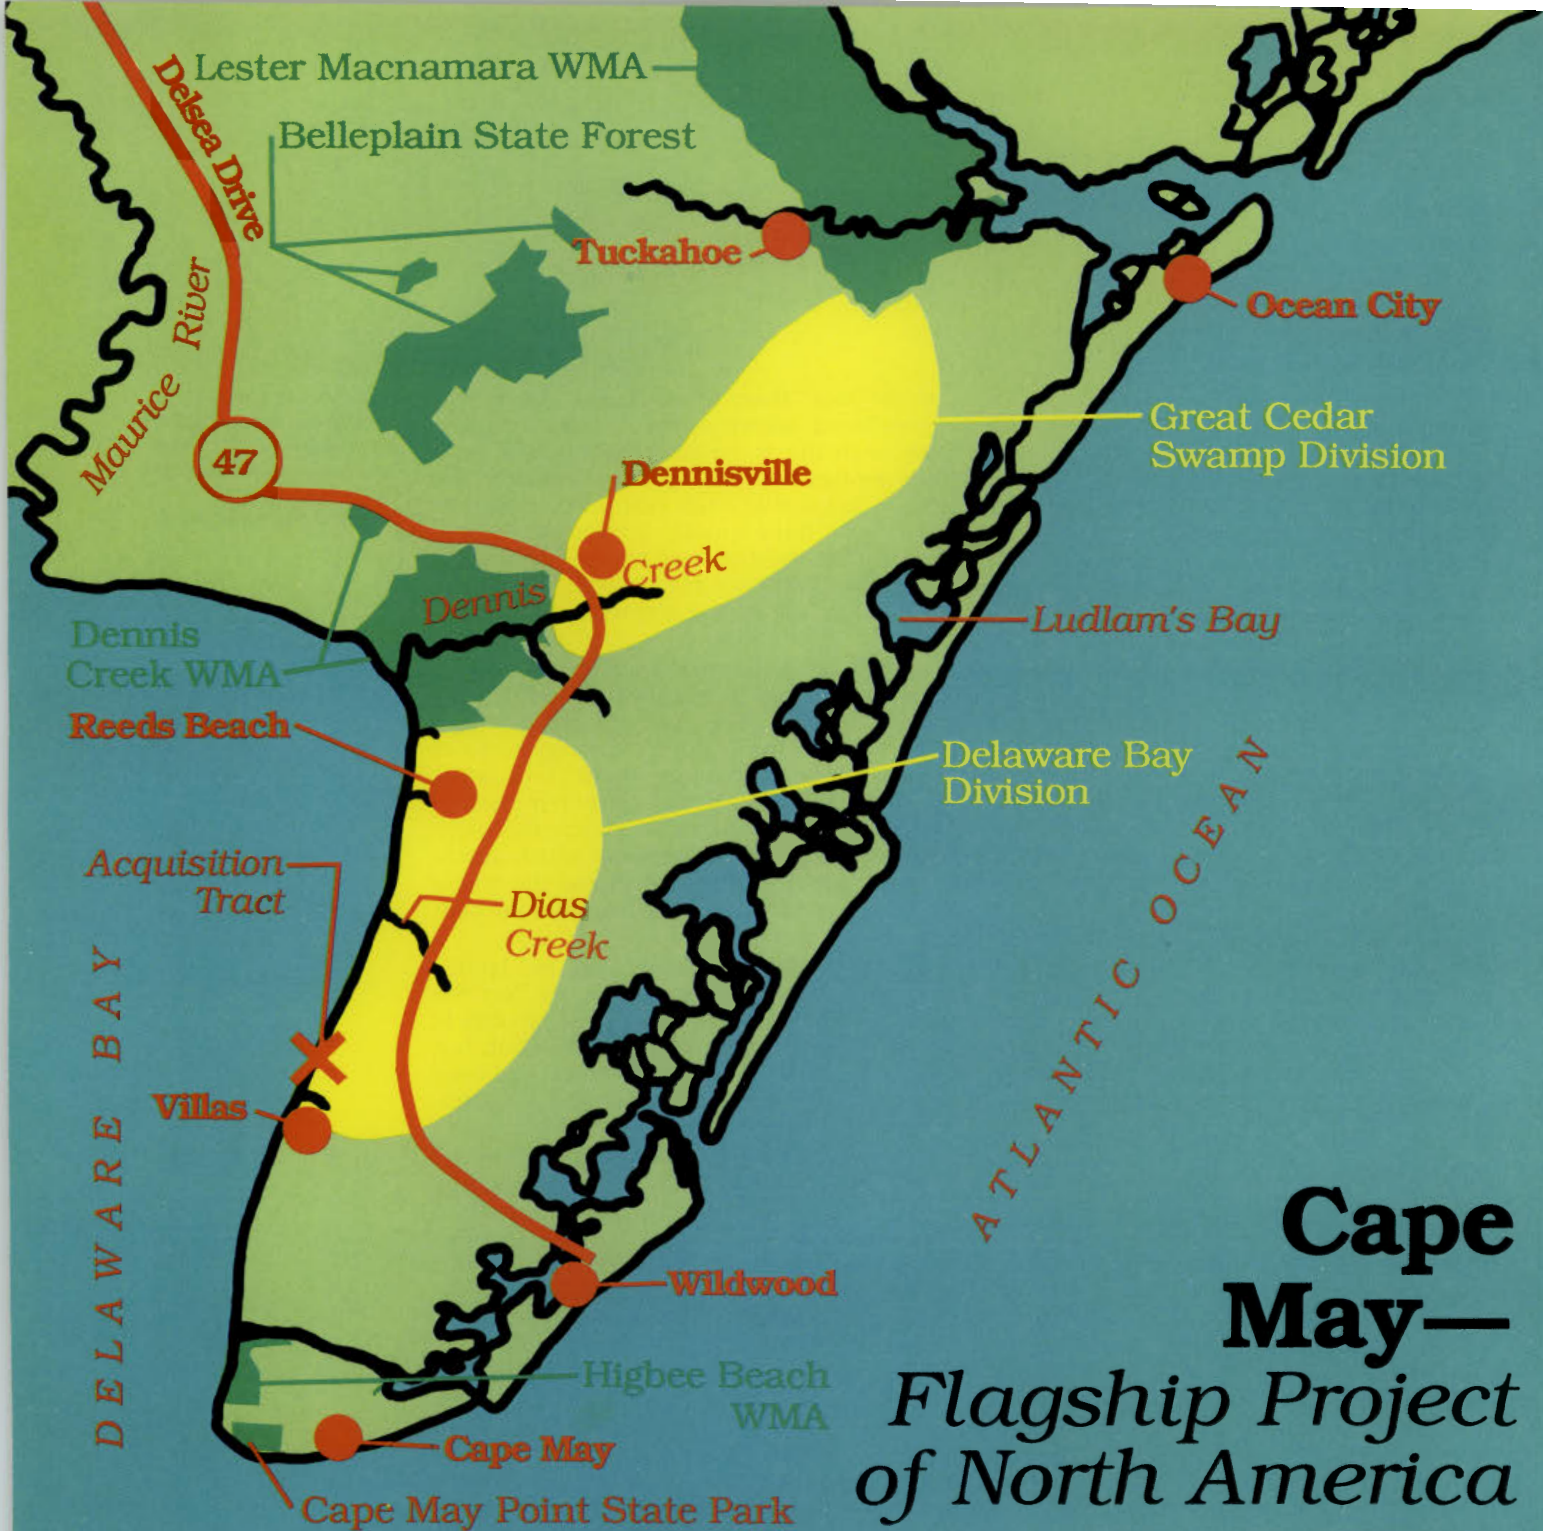 Lester Macnamara WMA
Delsea Drive
Belleplain State Forest
Tuckahoe
Ocean City
Maurice River
47
Great Cedar
Swamp Division
Dennisville
Dennis Creek
Ludlam's Bay
Dennis
Creek WMA
Reeds Beach
Delaware Bay
Division
Acquisition
Tract
Dias
Creek
DELAWARE BAY
ATLANTIC OCEAN
Villas
Wildwood
Higbee Beach
WMA
Cape May
Cape May Point State Park
Cape
May—
Flagship Project
of North America